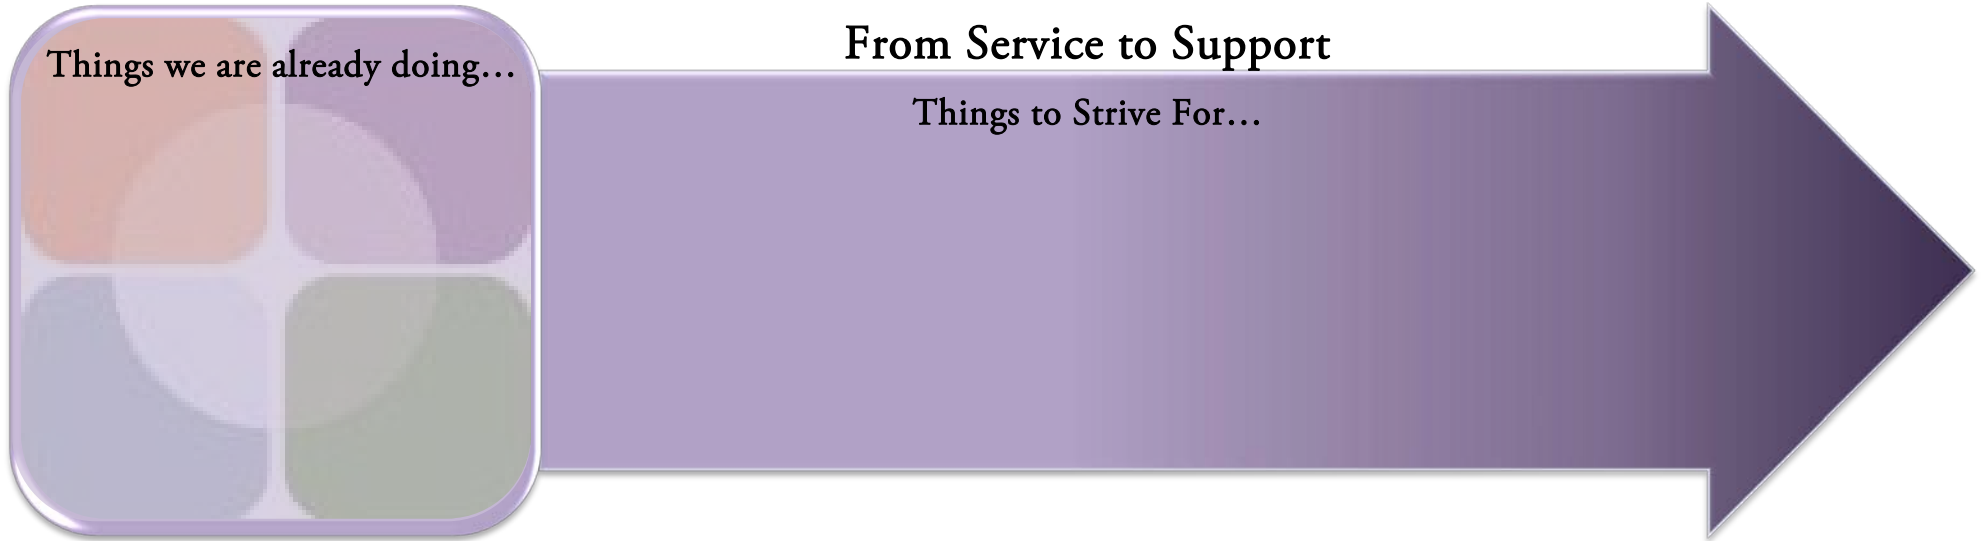 Things we are already doing…
From Service to Support
Things to Strive For…